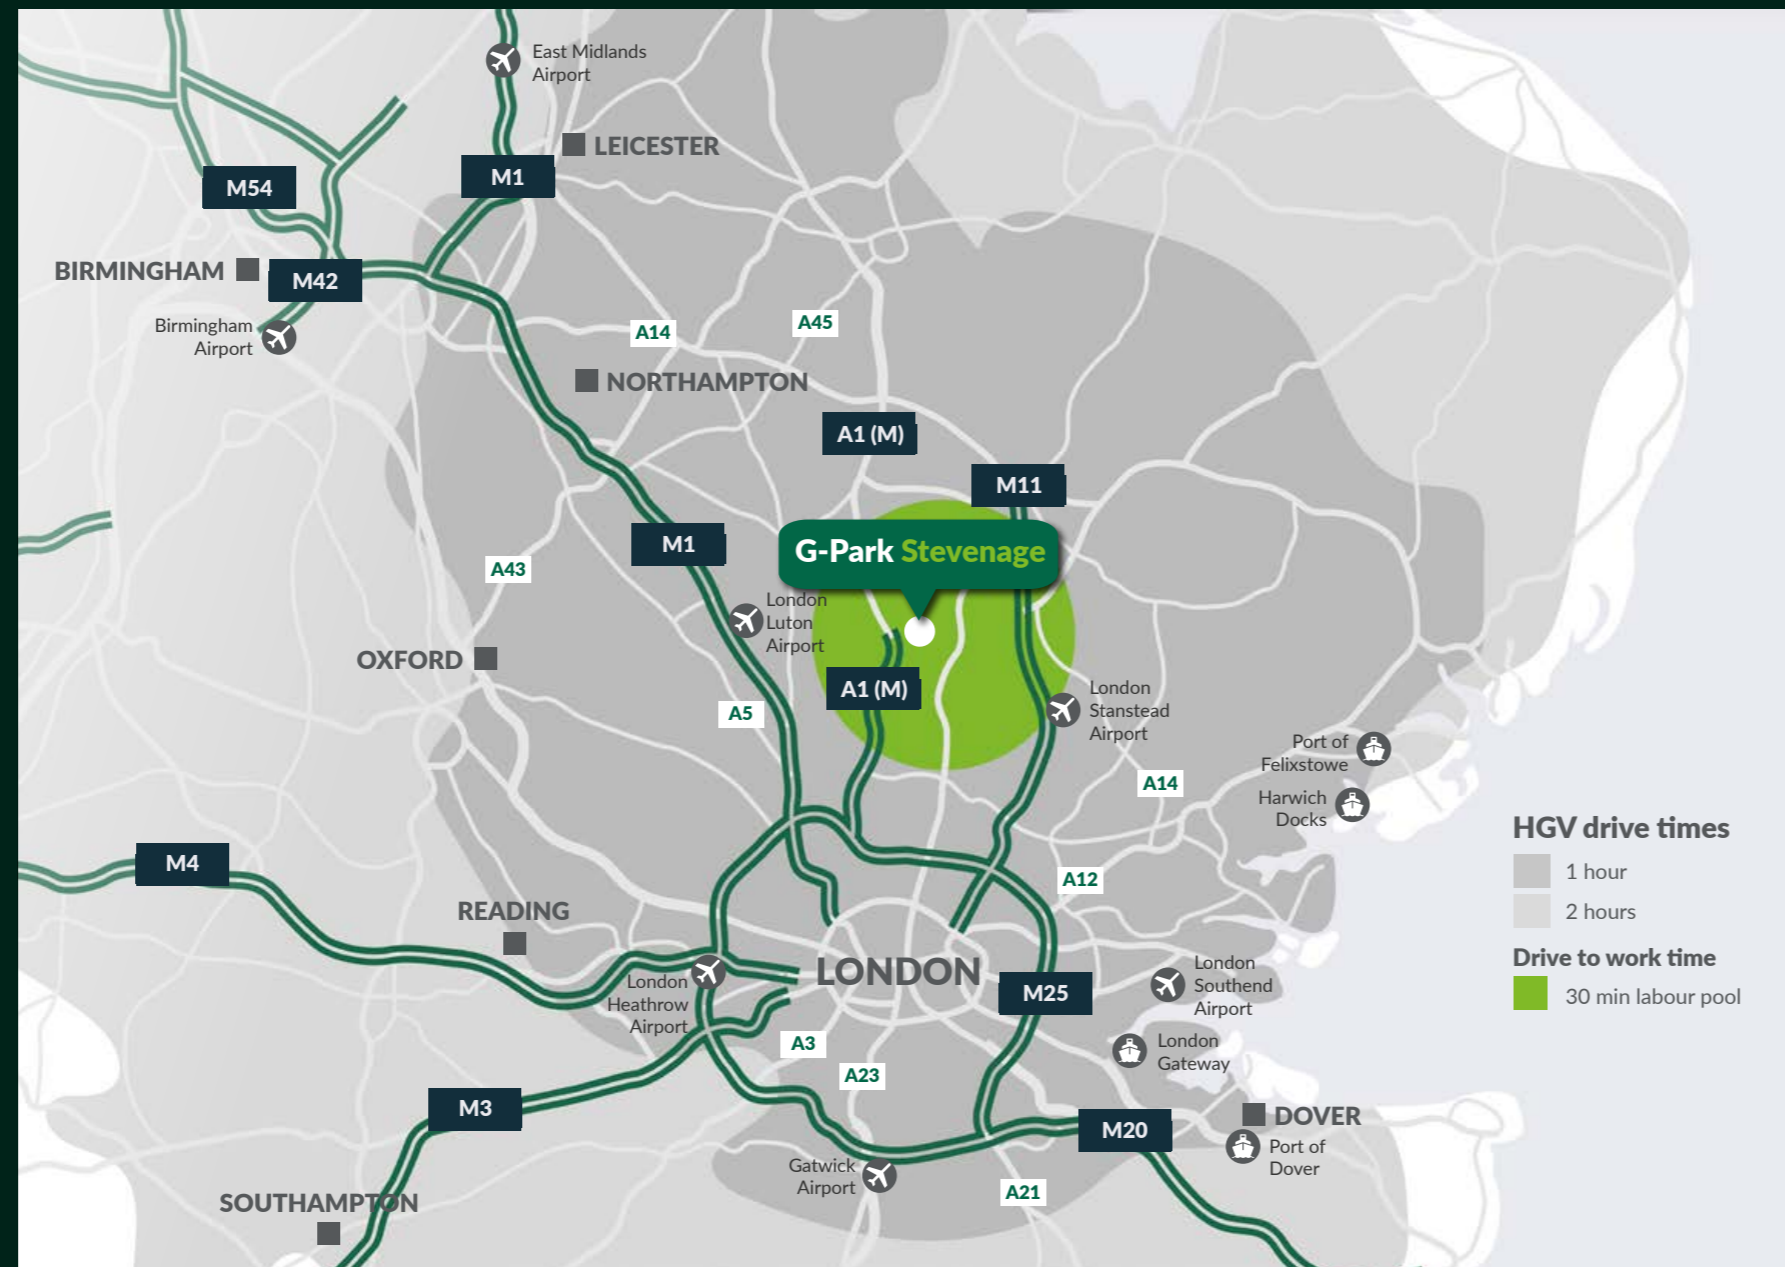 East Midlands
Airport
LEICESTER
M1
M54
BIRMINGHAM
M42
Birmingham
Airport
A14
A45
NORTHAMPTON
A1 (M)
M11
M1
G-Park Stevenage
A43
London
Luton
Airport
OXFORD
A1 (M)
A5
London
Stanstead
Airport
Port of
Felixstowe
A14
Harwich
Docks
HGV drive times
1 hour
2 hours
Drive to work time
30 min labour pool
M4
A12
READING
LONDON
London
Heathrow
Airport
M25
London
Southend
Airport
A3
A23
London
Gateway
M3
M20
DOVER
Port of
Dover
Gatwick
Airport
A21
SOUTHAMPTON